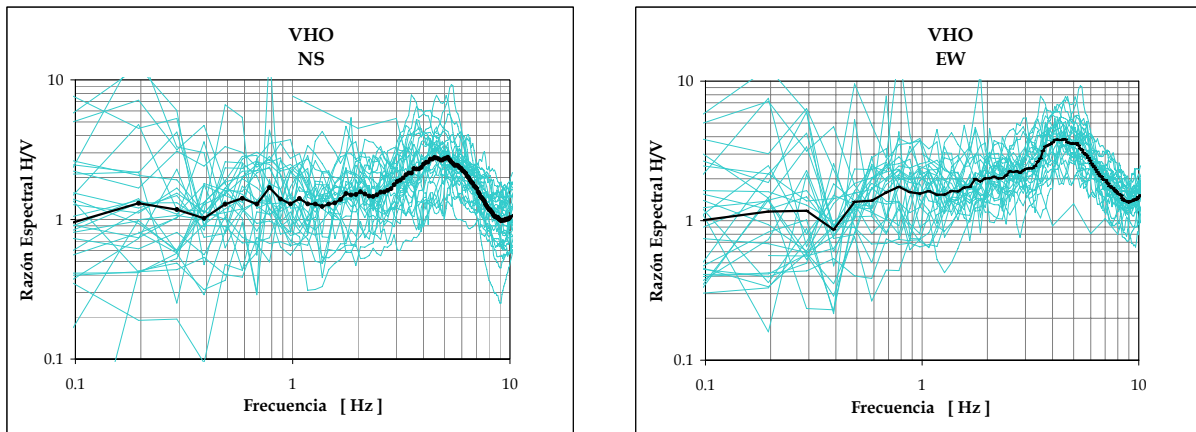 VHO
NS
10
1
0.1
0.1
1
10
Razón Espectral H/V
Frecuencia [ Hz ]
VHO
EW
10
1
0.1
0.1
1
10
Razón Espectral H/V
Frecuencia [ Hz ]